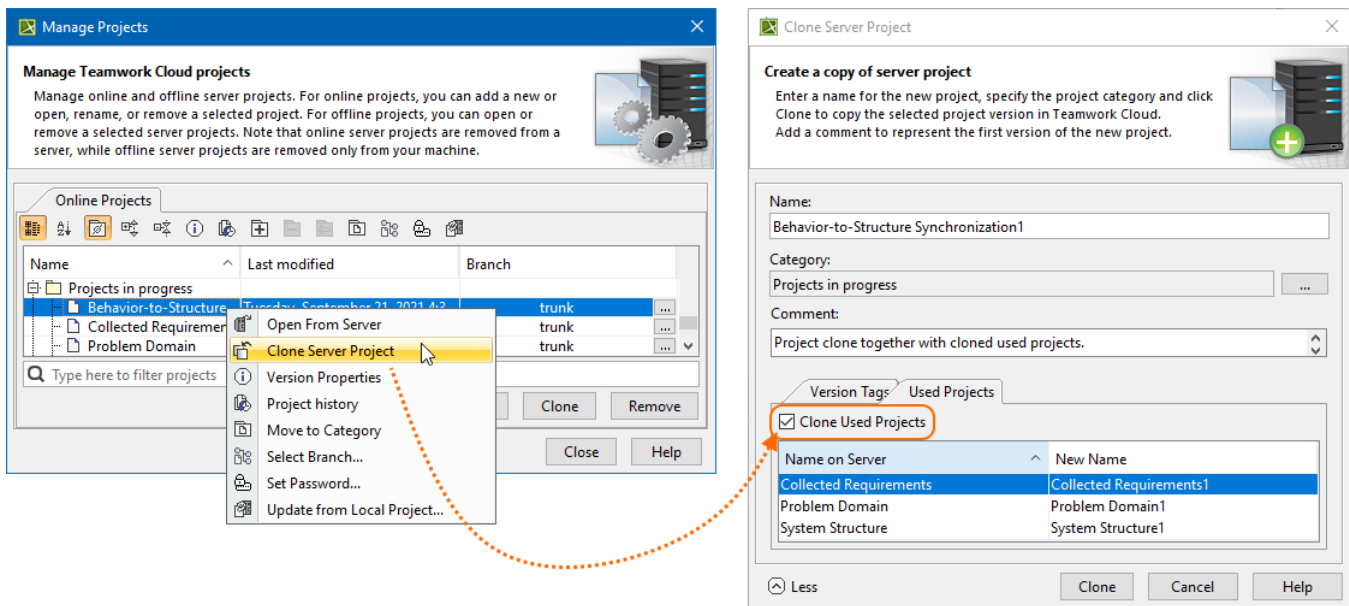 Manage Projects
Manage Teamwork Cloud projects
Manage online and offline server projects. For online projects, you can add a new or
open, rename, or remove a selected project. For offline projects, you can open or
remove a selected server projects. Note that online server projects are removed from a
server, while offline server projects are removed only from your machine.
Online Projects
Name Last modified Branch
Projects in progress
Behavior-to-Structure Tuesday, September 21, 2021 4:3 trunk ...
Collected Requiremen trunk ...
Problem Domain trunk ...
Type here to filter projects
Clone Remove
Close Help
Open From Server
Clone Server Project
Version Properties
Project history
Move to Category
Select Branch...
Set Password...
Update from Local Project...
Clone Server Project
Create a copy of server project
Enter a name for the new project, specify the project category and click
Clone to copy the selected project version in Teamwork Cloud.
Add a comment to represent the first version of the new project.
Name:
Behavior-to-Structure Synchronization1
Category:
Projects in progress ...
Comment:
Project clone together with cloned used projects.
Version Tags Used Projects
Clone Used Projects
Name on Server New Name
Collected Requirements Collected Requirements1
Problem Domain Problem Domain1
System Structure System Structure1
Less Clone Cancel Help